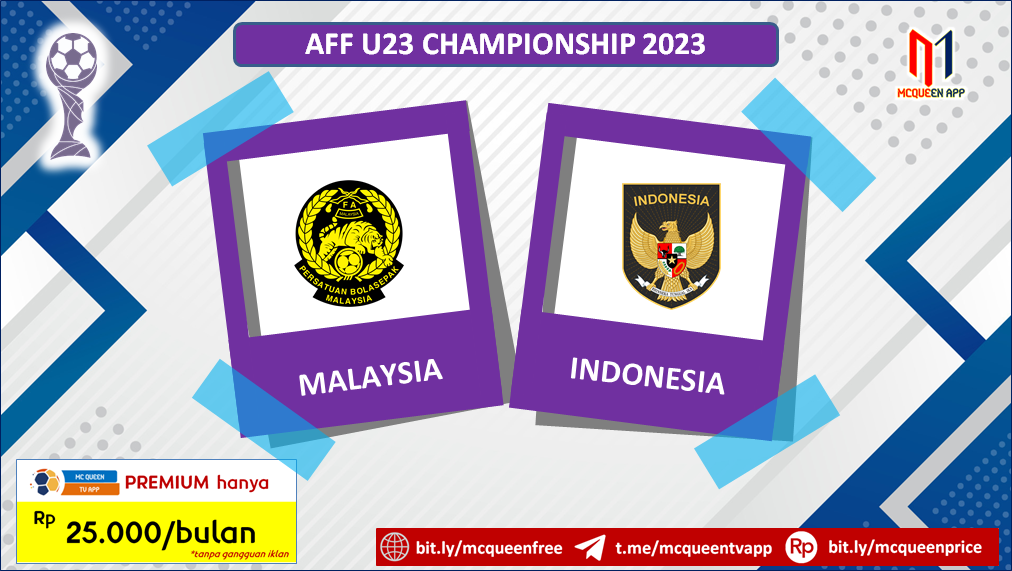 AFF U23 CHAMPIONSHIP 2023
MCQUEEN APP
F A
MALAYSIA
PERSATUAN BOLASEPAK
MALAYSIA
INDONESIA
MALAYSIA
INDONESIA
MC QUEEN
TV APP
PREMIUM hanya
Rp 25.000/bulan
*tanpa gangguan iklan
bit.ly/mcqueenfree
t.me/mcqueentvapp
Rp
bit.ly/mcqueenprice